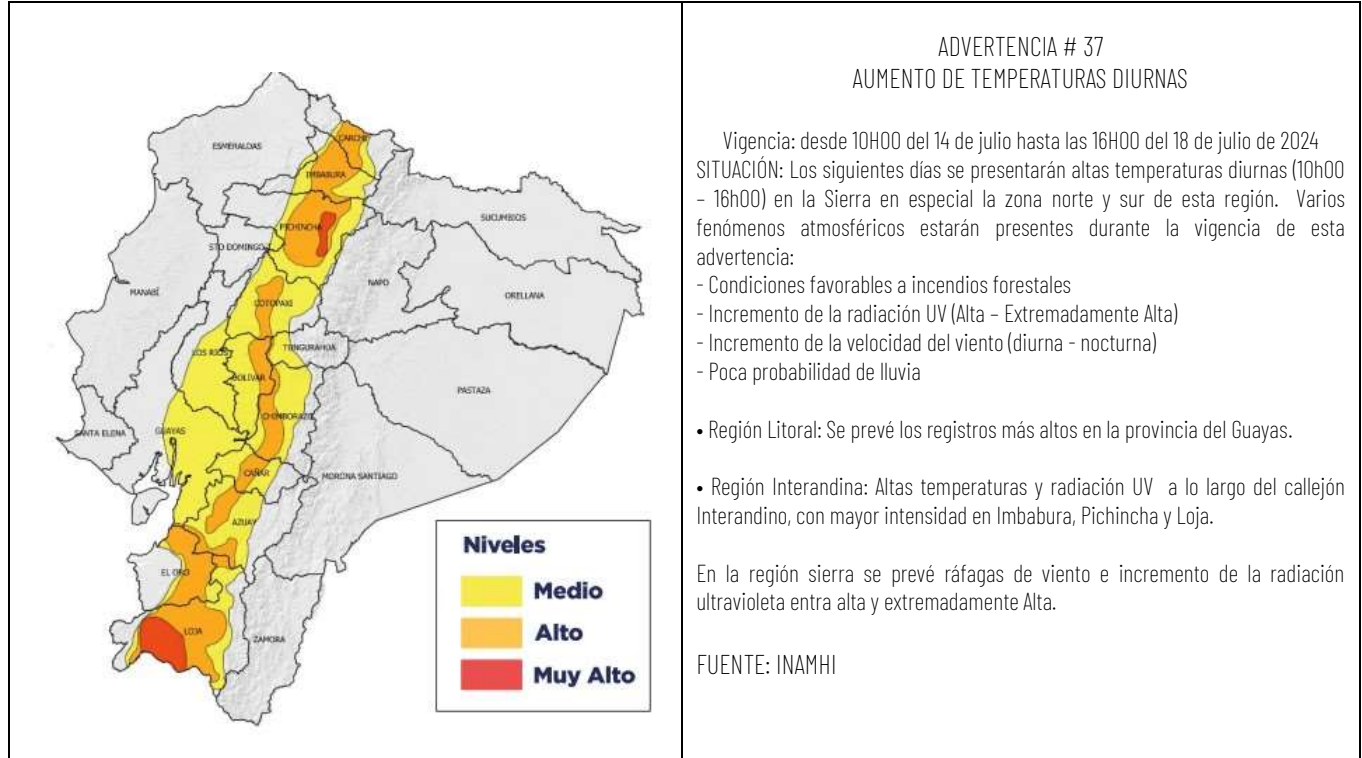 ADVERTENCIA # 37
AUMENTO DE TEMPERATURAS DIURNAS
Vigencia: desde 10H00 del 14 de julio hasta las 16H00 del 18 de julio de 2024
SITUACIÓN: Los siguientes días se presentarán altas temperaturas diurnas (10h00
– 16h00) en la Sierra en especial la zona norte y sur de esta región. Varios
fenómenos atmosféricos estarán presentes durante la vigencia de esta
advertencia:
- Condiciones favorables a incendios forestales
- Incremento de la radiación UV (Alta – Extremadamente Alta)
- Incremento de la velocidad del viento (diurna - nocturna)
- Poca probabilidad de lluvia
• Región Litoral: Se prevé los registros más altos en la provincia del Guayas.
• Región Interandina: Altas temperaturas y radiación UV a lo largo del callejón
Interandino, con mayor intensidad en Imbabura, Pichincha y Loja.
En la región sierra se prevé ráfagas de viento e incremento de la radiación
ultravioleta entra alta y extremadamente Alta.
FUENTE: INAMHI
CARCHI
ESMERALDAS
IMBABURA
SUCUMBIOS
PICHINCHA
STO DOMINGO
NAPO
MANABÍ
ORELLANA
COTOPAXI
TUNGURAHUA
LOS RIOS
BOLIVAR
PASTAZA
CHIMBORAZO
SANTA ELENA
GUAYAS
CAÑAR
MORONA SANTIAGO
AZUAY
EL ORO
LOJA
ZAMORA
Niveles
Medio
Alto
Muy Alto